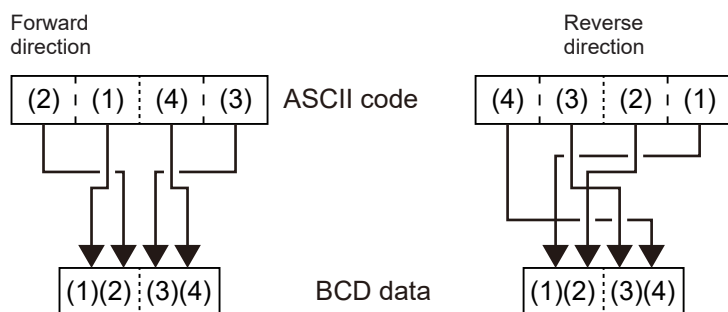 Forward
direction
Reverse
direction
(2) (1) (4) (3) ASCII code (4) (3) (2) (1)
(1)(2) (3)(4) BCD data (1)(2) (3)(4)